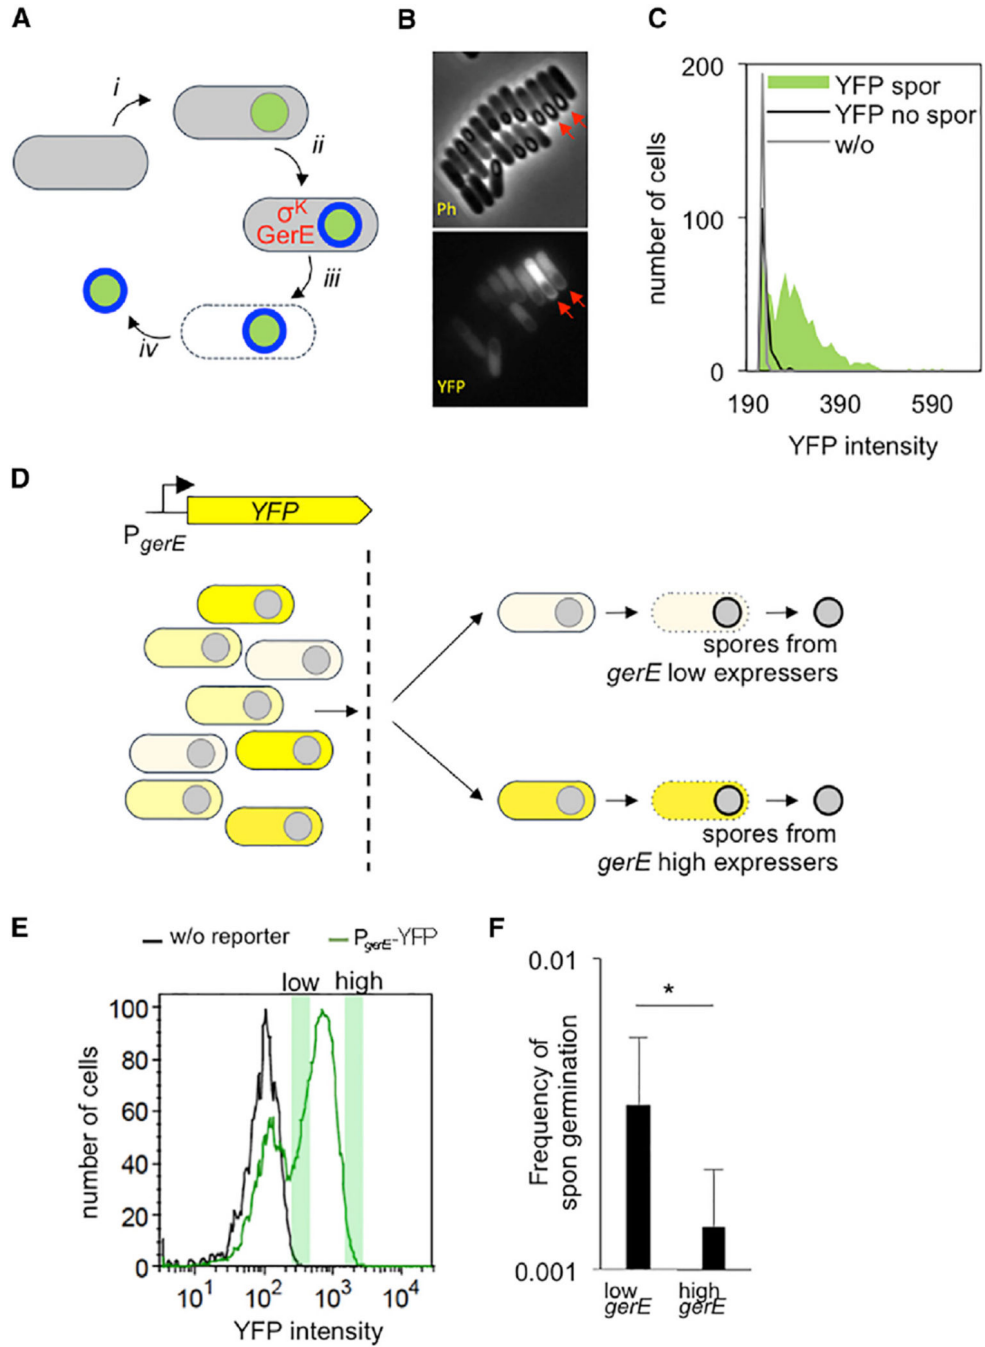 A
i
ii
σK
GerE
iii
iv
B
Ph
YFP
C
200
100
0
190
390
590
number of cells
YFP intensity
YFP spor
YFP no spor
w/o
D
YFP
PgerE
spores from
gerE low expressers
spores from
gerE high expressers
E
w/o reporter
PgerE-YFP
low
high
100
80
60
40
20
0
number of cells
101
102
103
104
YFP intensity
F
0.01
*
Frequency of
spon germination
0.001
low
gerE
high
gerE